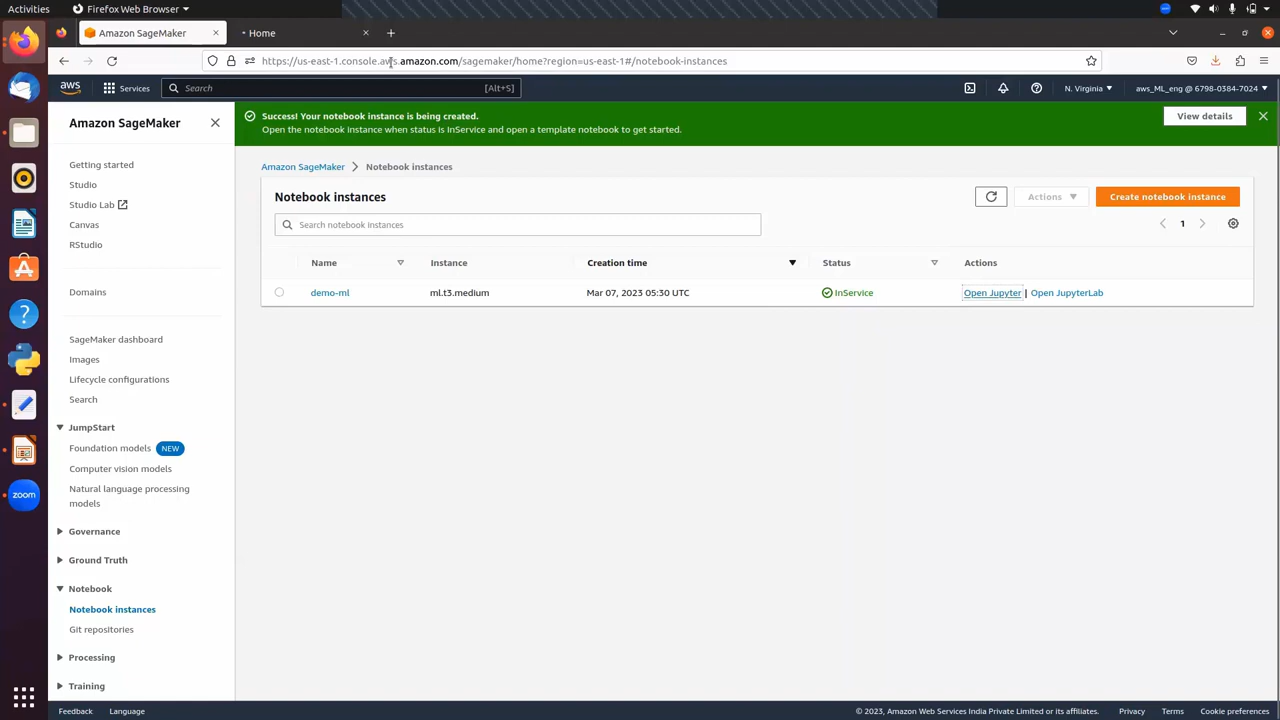 Activities
Firefox Web Browser
Amazon SageMaker
Home
https://us-east-1.console.aws.amazon.com/sagemaker/home?region=us-east-1#/notebook-instances
aws
Services
Search
[Alt+S]
N. Virginia
aws_ML_eng @ 6798-0384-7024
Amazon SageMaker
Getting started
Studio
Studio Lab
Canvas
RStudio
Domains
SageMaker dashboard
Images
Lifecycle configurations
Search
JumpStart
Foundation models NEW
Computer vision models
Natural language processing
models
Governance
Ground Truth
Notebook
Notebook instances
Git repositories
Processing
Training
Success! Your notebook instance is being created.
Open the notebook instance when status is InService and open a template notebook to get started.
View details
Amazon SageMaker > Notebook instances
Notebook instances
Actions
Create notebook instance
Search notebook instances
1
Name Instance Creation time Status Actions
demo-ml ml.t3.medium Mar 07, 2023 05:30 UTC InService Open Jupyter | Open JupyterLab
zoom
Feedback Language © 2023, Amazon Web Services India Private Limited or its affiliates. Privacy Terms Cookie preferences